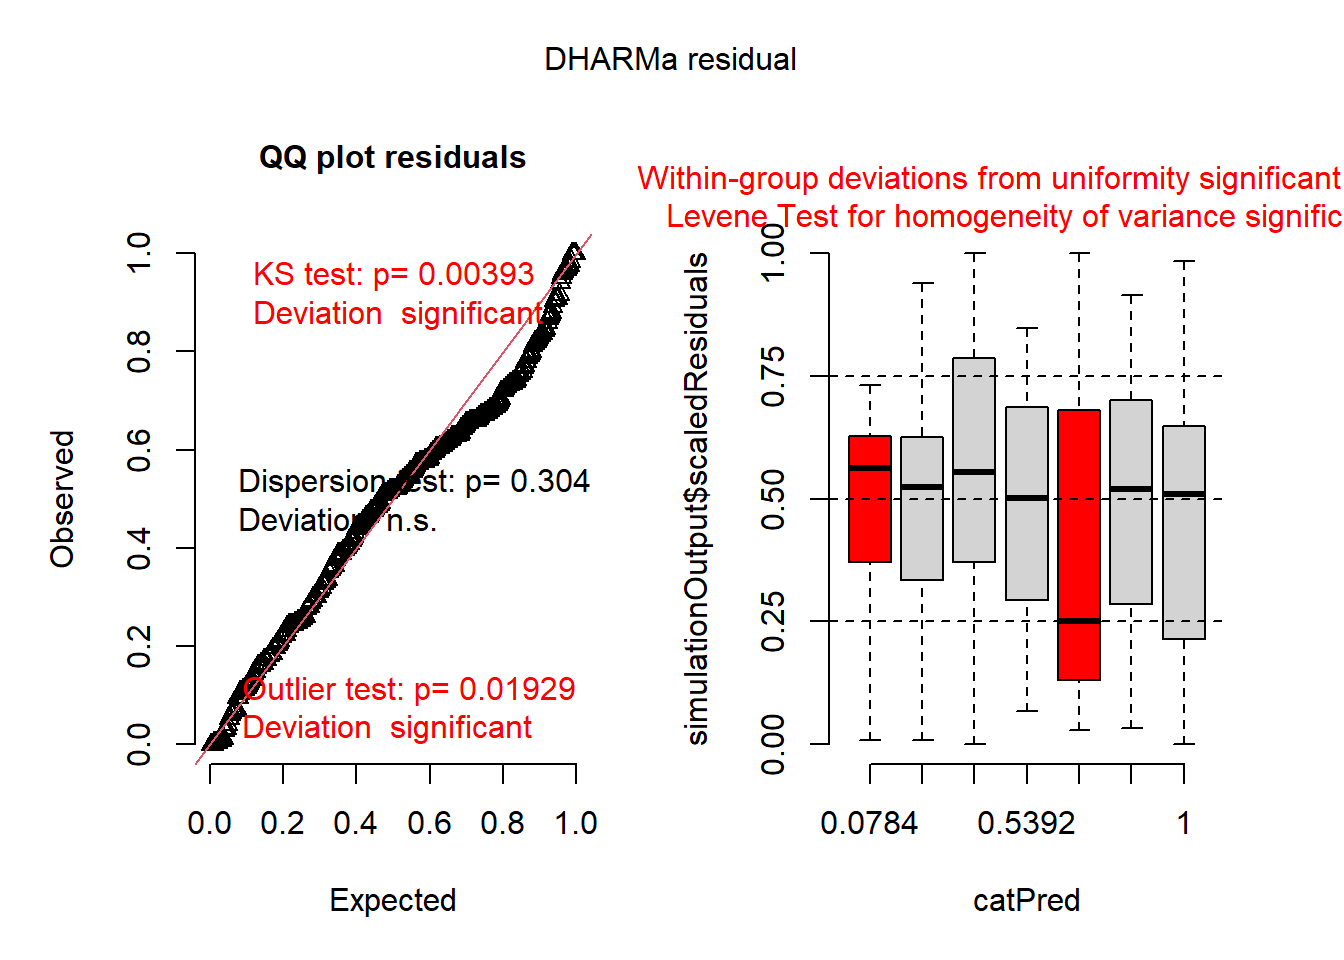 DHARMa residual
QQ plot residuals
KS test: p= 0.00393
Deviation significant
Dispersion test: p= 0.304
Deviation n.s.
Outlier test: p= 0.01929
Deviation significant
Observed
0.0 0.2 0.4 0.6 0.8 1.0
0.0 0.2 0.4 0.6 0.8 1.0
Expected
Within-group deviations from uniformity significant
Levene Test for homogeneity of variance signific
simulationOutput$scaledResiduals
0.00 0.25 0.50 0.75 1.00
0.0784 0.5392 1
catPred